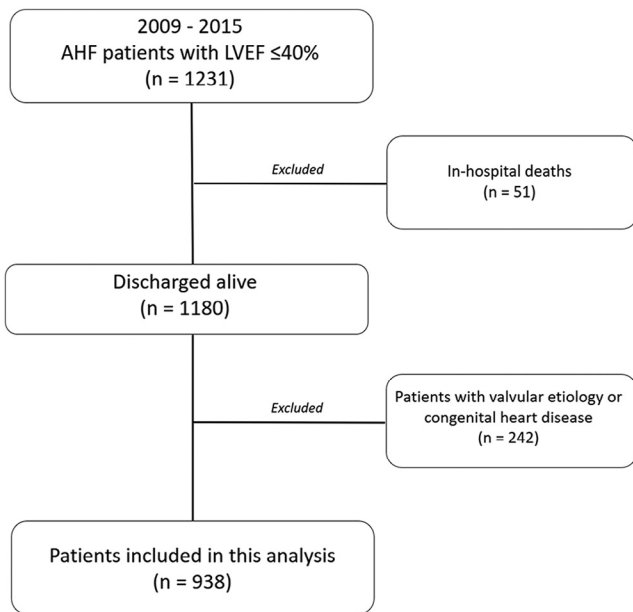 2009 - 2015
AHF patients with LVEF ≤40%
(n = 1231)
Excluded
In-hospital deaths
(n = 51)
Discharged alive
(n = 1180)
Excluded
Patients with valvular etiology or
congenital heart disease
(n = 242)
Patients included in this analysis
(n = 938)